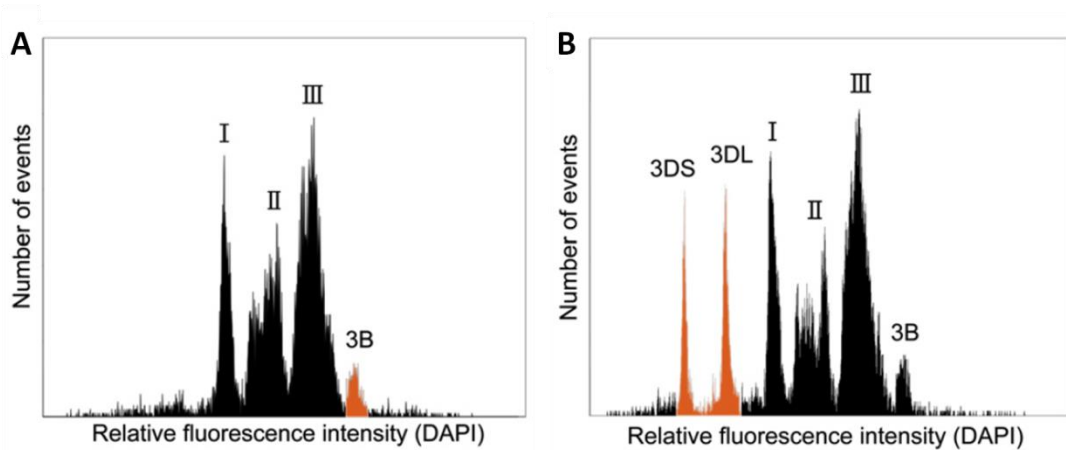 A
Number of events
I
II
III
3B
Relative fluorescence intensity (DAPI)
B
Number of events
3DS
3DL
I
II
III
3B
Relative fluorescence intensity (DAPI)